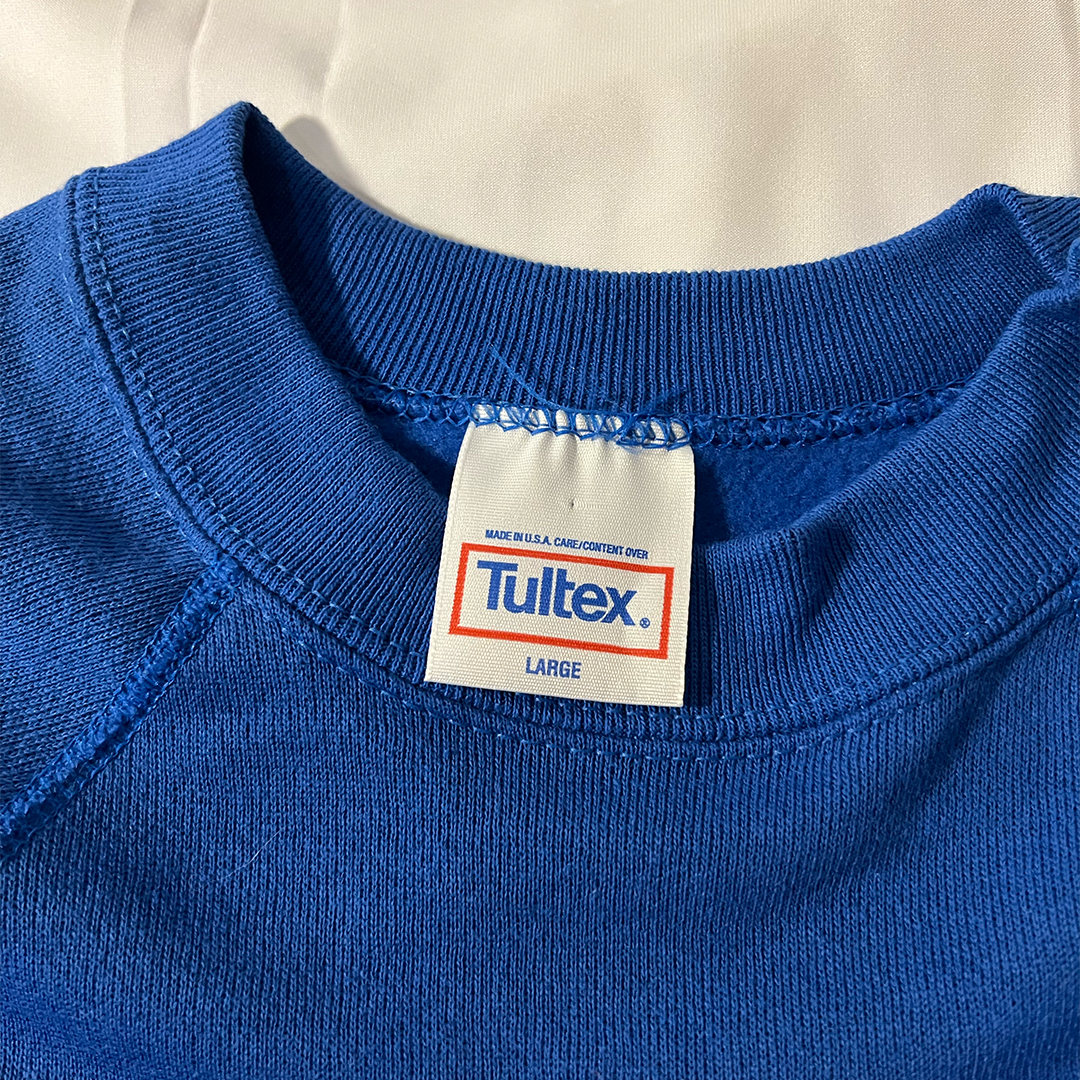 MADE IN U.S.A. CARE/CONTENT OVER
Tultex®
LARGE